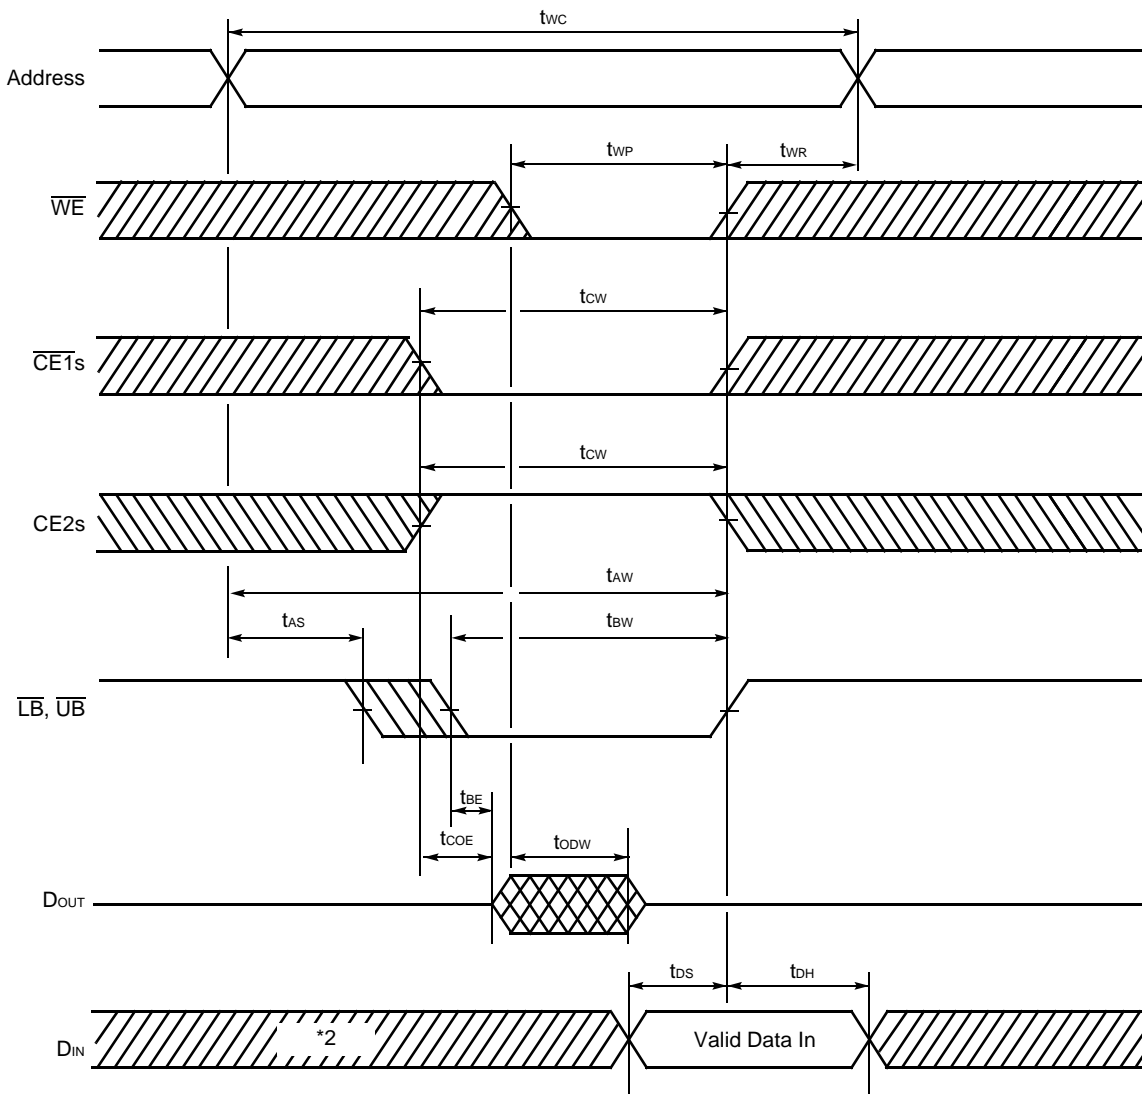 tWC
Address
tWP
tWR
WE
tCW
CE1s
tCW
CE2s
tAW
tAS
tBW
LB, UB
tBE
tCOE
tODW
DOUT
tDS
tDH
DIN
*2
Valid Data In